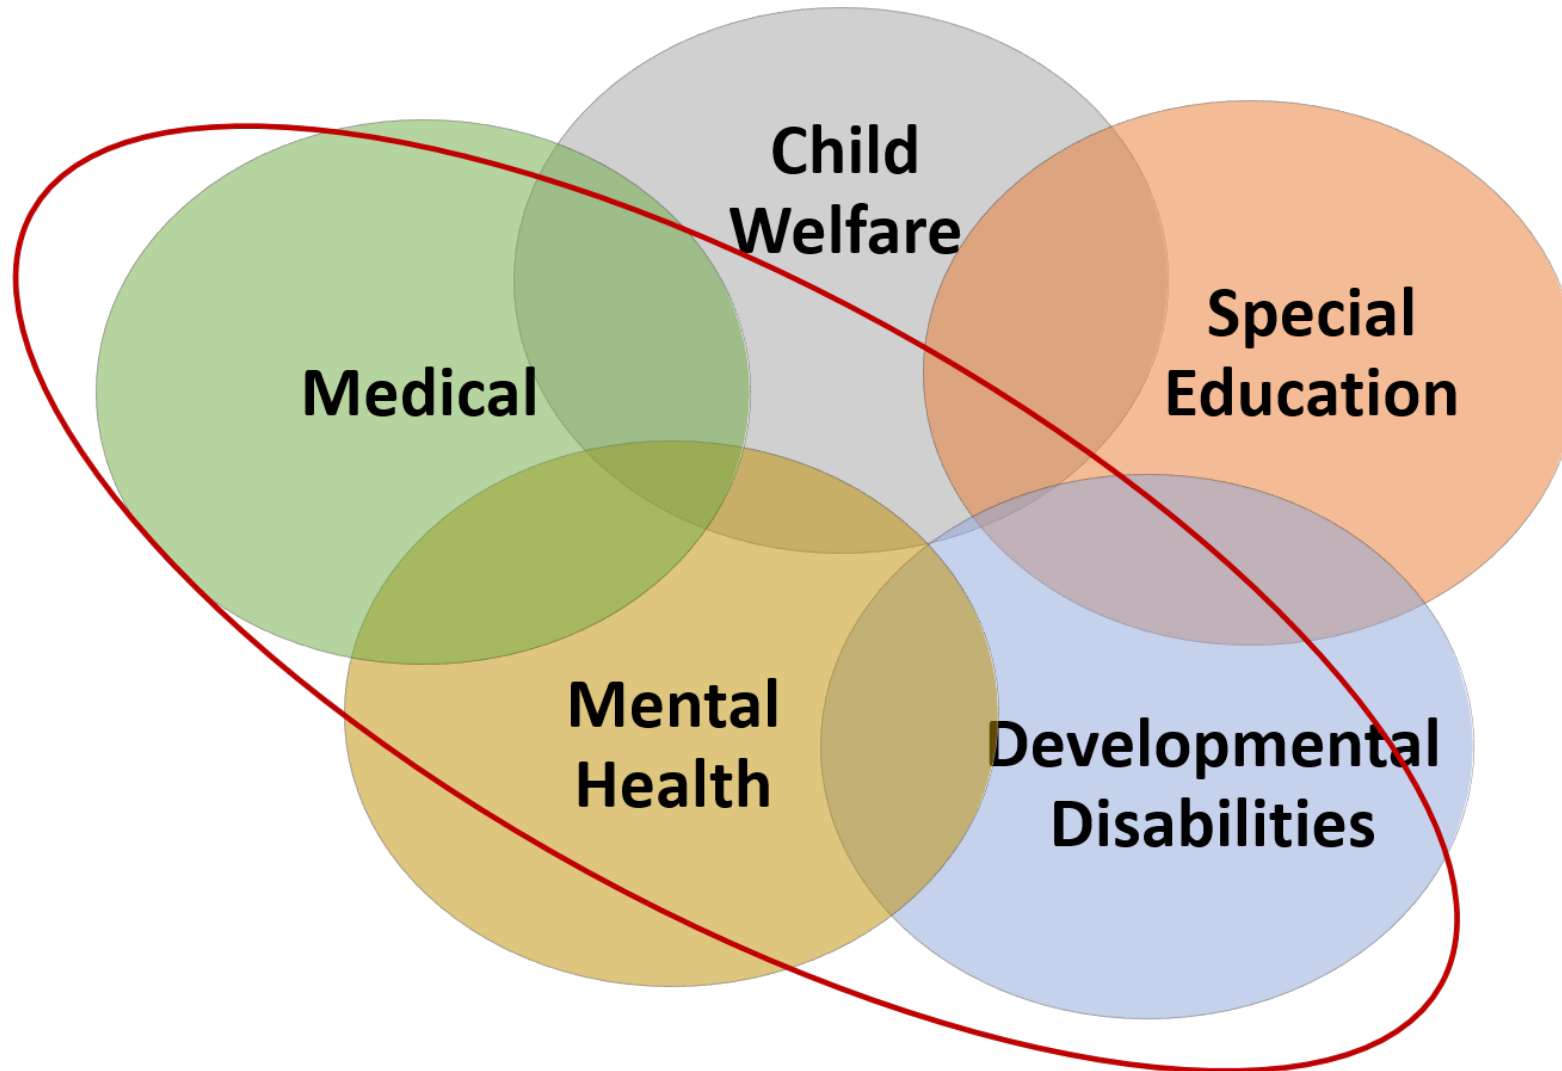 Child
Welfare
Special
Education
Medical
Mental
Health
Developmental
Disabilities